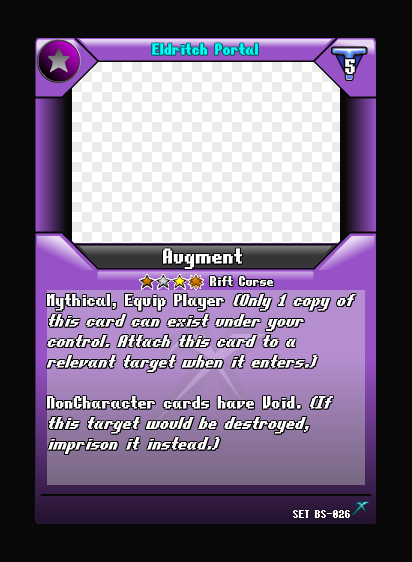 Eldritch Portal
5
Augment
Rift Curse
Mythical, Equip Player (Only 1 copy of
this card can exist under your
control. Attach this card to a
relevant target when it enters.)
NonCharacter cards have Void. (If
this target would be destroyed,
imprison it instead.)
SET BS-026